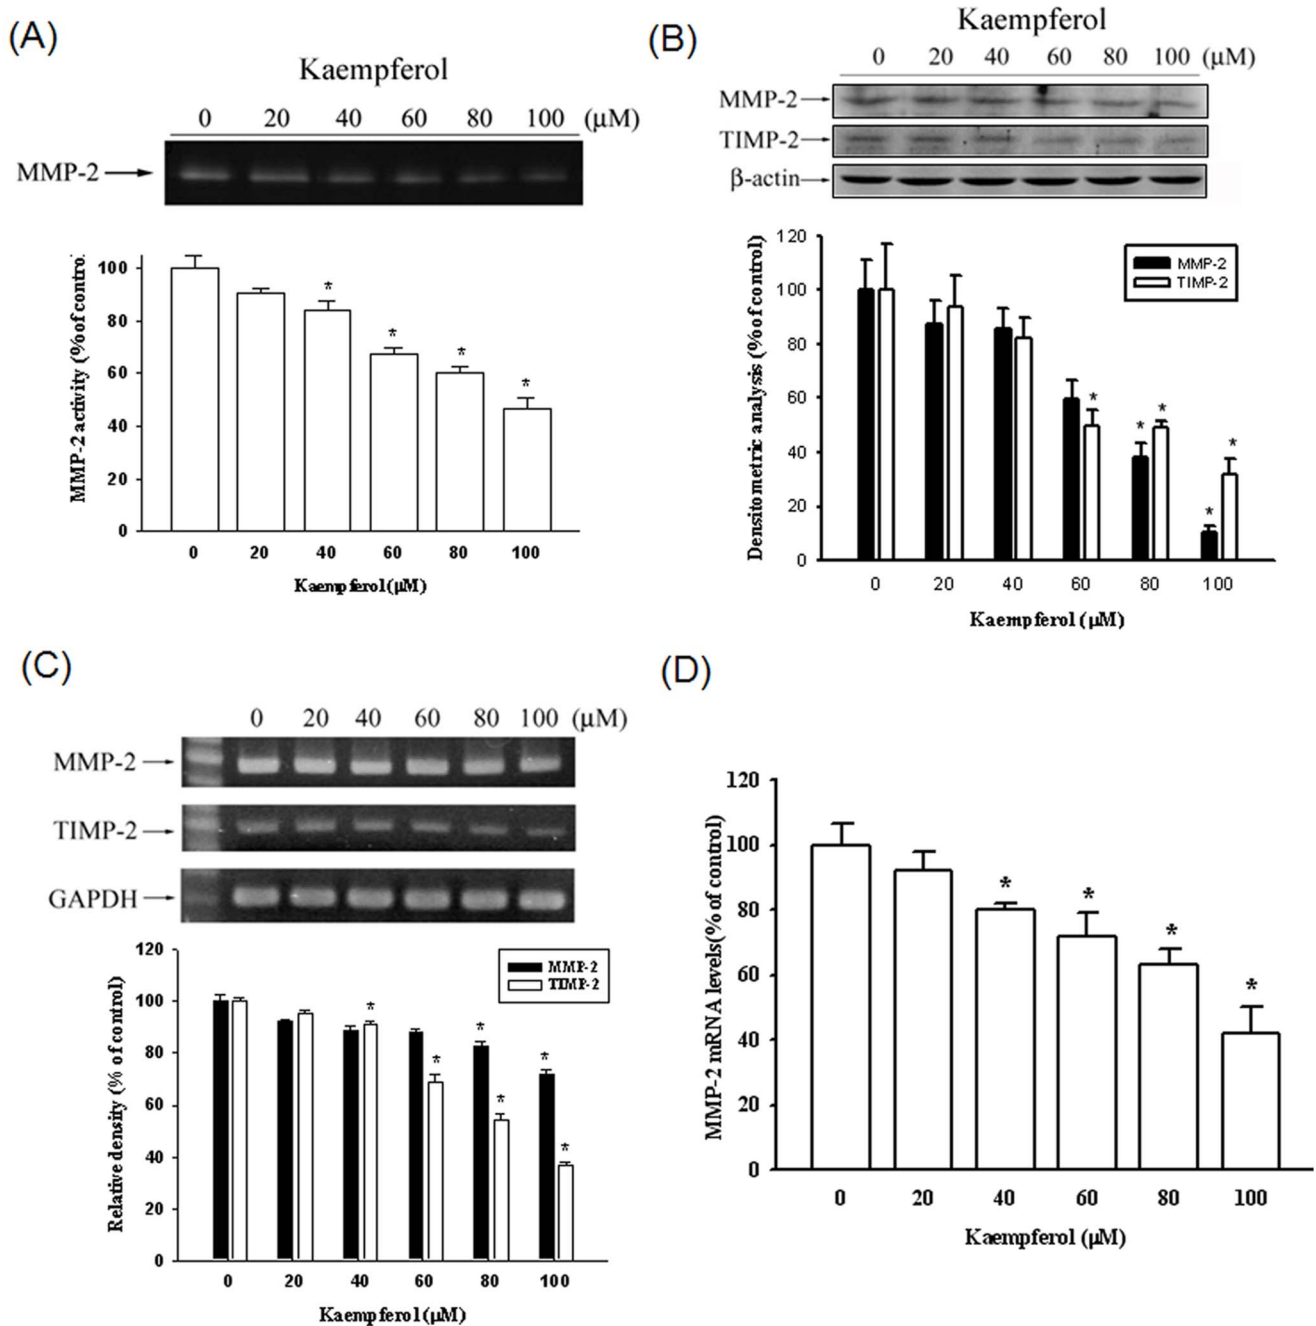 (A)
Kaempferol
0 20 40 60 80 100 (μM)
MMP-2
MMP-2 activity (% of control
100
80
60
40
20
0
* * * *
0 20 40 60 80 100
Kaempferol (μM)
(B)
Kaempferol
0 20 40 60 80 100 (μM)
MMP-2
TIMP-2
β-actin
Densitometric analysis (% of control)
120
100
80
60
40
20
0
MMP-2
TIMP-2
* * * * *
0 20 40 60 80 100
Kaempferol (μM)
(C)
0 20 40 60 80 100 (μM)
MMP-2
TIMP-2
GAPDH
Relative density (% of control)
120
100
80
60
40
20
0
MMP-2
TIMP-2
* * * * * *
0 20 40 60 80 100
Kaempferol (μM)
(D)
MMP-2 mRNA levels(% of control)
120
100
80
60
40
20
0
* * * *
0 20 40 60 80 100
Kaempferol (μM)